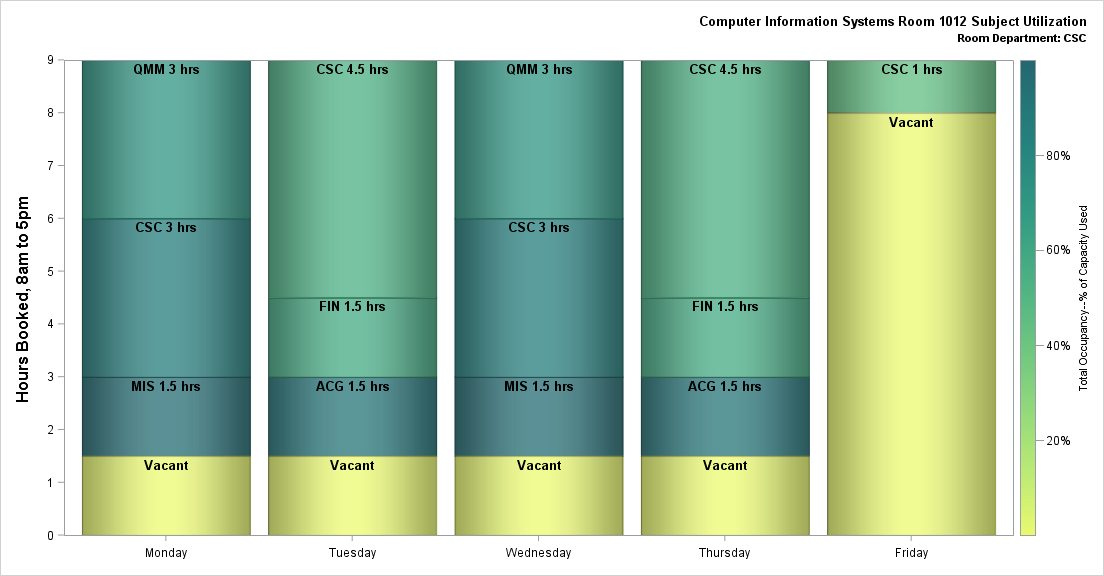 Computer Information Systems Room 1012 Subject Utilization
Room Department: CSC
Hours Booked, 8am to 5pm
9
8
7
6
5
4
3
2
1
0
QMM 3 hrs
CSC 3 hrs
MIS 1.5 hrs
Vacant
CSC 4.5 hrs
FIN 1.5 hrs
ACG 1.5 hrs
Vacant
QMM 3 hrs
CSC 3 hrs
MIS 1.5 hrs
Vacant
CSC 4.5 hrs
FIN 1.5 hrs
ACG 1.5 hrs
Vacant
CSC 1 hrs
Vacant
Monday
Tuesday
Wednesday
Thursday
Friday
80%
60%
40%
20%
Total Occupancy--% of Capacity Used